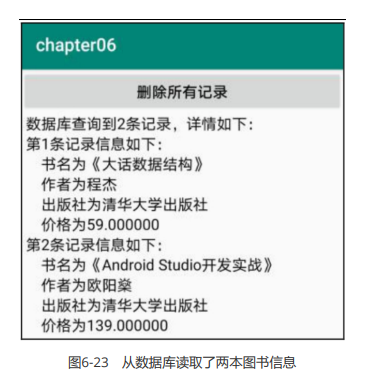 chapter06
删除所有记录
数据库查询到2条记录，详情如下：
第1条记录信息如下：
书名为《大话数据结构》
作者为程杰
出版社为清华大学出版社
价格为59.000000
第2条记录信息如下：
书名为《Android Studio开发实战》
作者为欧阳燊
出版社为清华大学出版社
价格为139.000000
图6-23 从数据库读取了两本图书信息